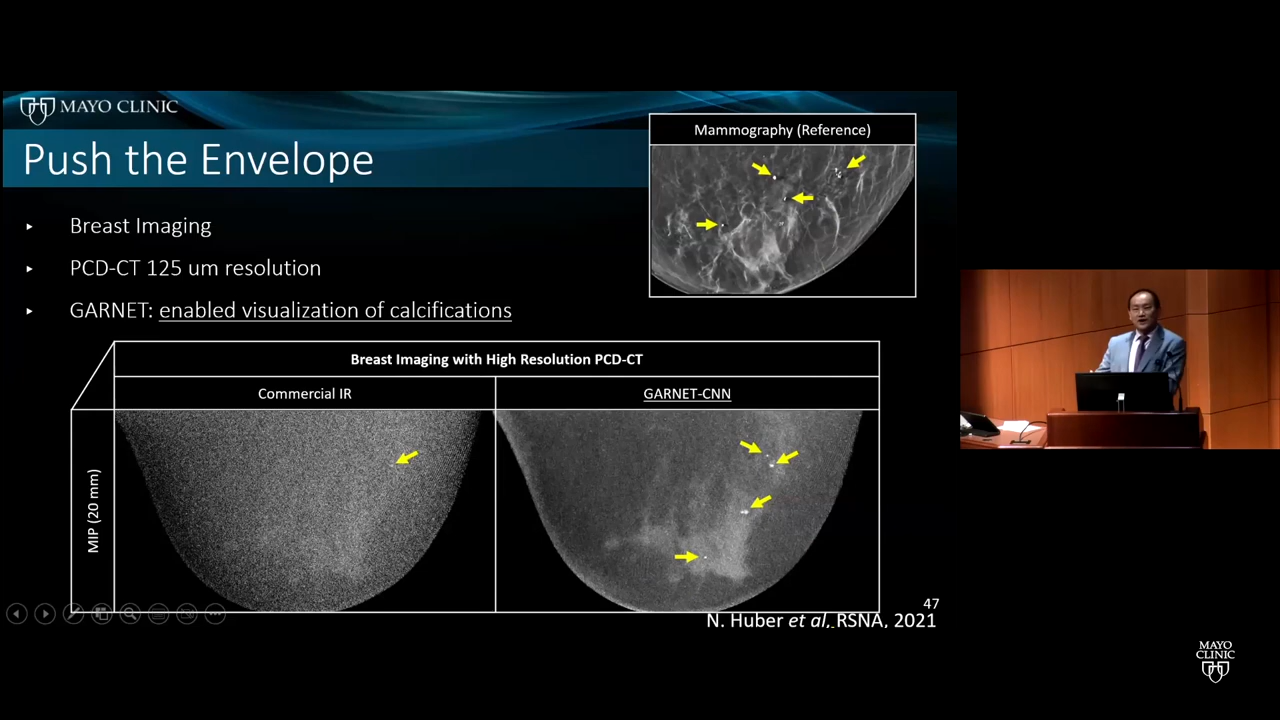 MAYO CLINIC
Push the Envelope
▸ Breast Imaging
▸ PCD-CT 125 um resolution
▸ GARNET: enabled visualization of calcifications
Mammography (Reference)
Breast Imaging with High Resolution PCD-CT
Commercial IR
GARNET-CNN
MIP (20 mm)
47
N. Huber et al, RSNA, 2021
MAYO
CLINIC